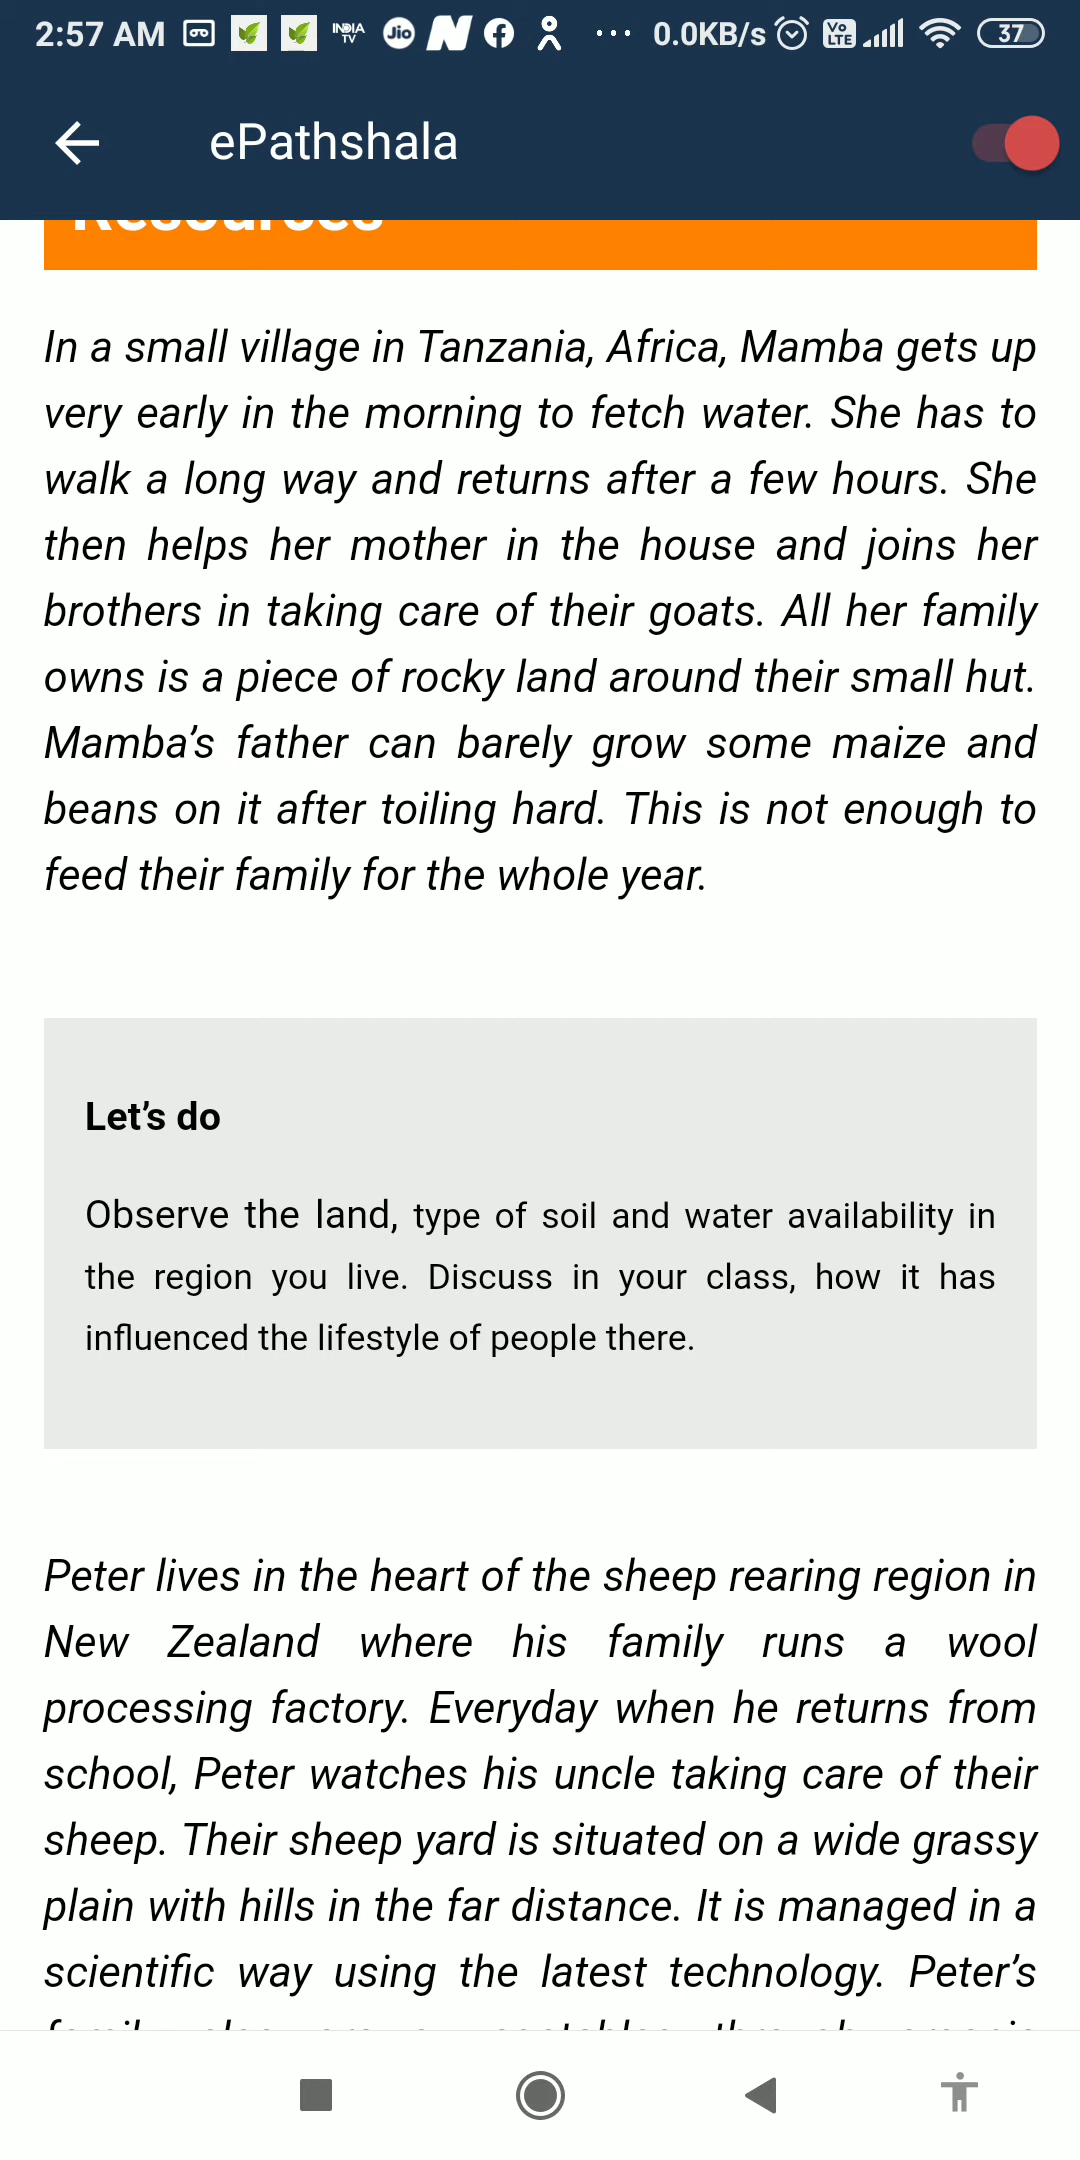 2:57 AM INDIA TV Jio N 0.0KB/s Vo LTE 37
ePathshala
Resources
In a small village in Tanzania, Africa, Mamba gets up
very early in the morning to fetch water. She has to
walk a long way and returns after a few hours. She
then helps her mother in the house and joins her
brothers in taking care of their goats. All her family
owns is a piece of rocky land around their small hut.
Mamba’s father can barely grow some maize and
beans on it after toiling hard. This is not enough to
feed their family for the whole year.
Let’s do
Observe the land, type of soil and water availability in
the region you live. Discuss in your class, how it has
influenced the lifestyle of people there.
Peter lives in the heart of the sheep rearing region in
New Zealand where his family runs a wool
processing factory. Everyday when he returns from
school, Peter watches his uncle taking care of their
sheep. Their sheep yard is situated on a wide grassy
plain with hills in the far distance. It is managed in a
scientific way using the latest technology. Peter’s